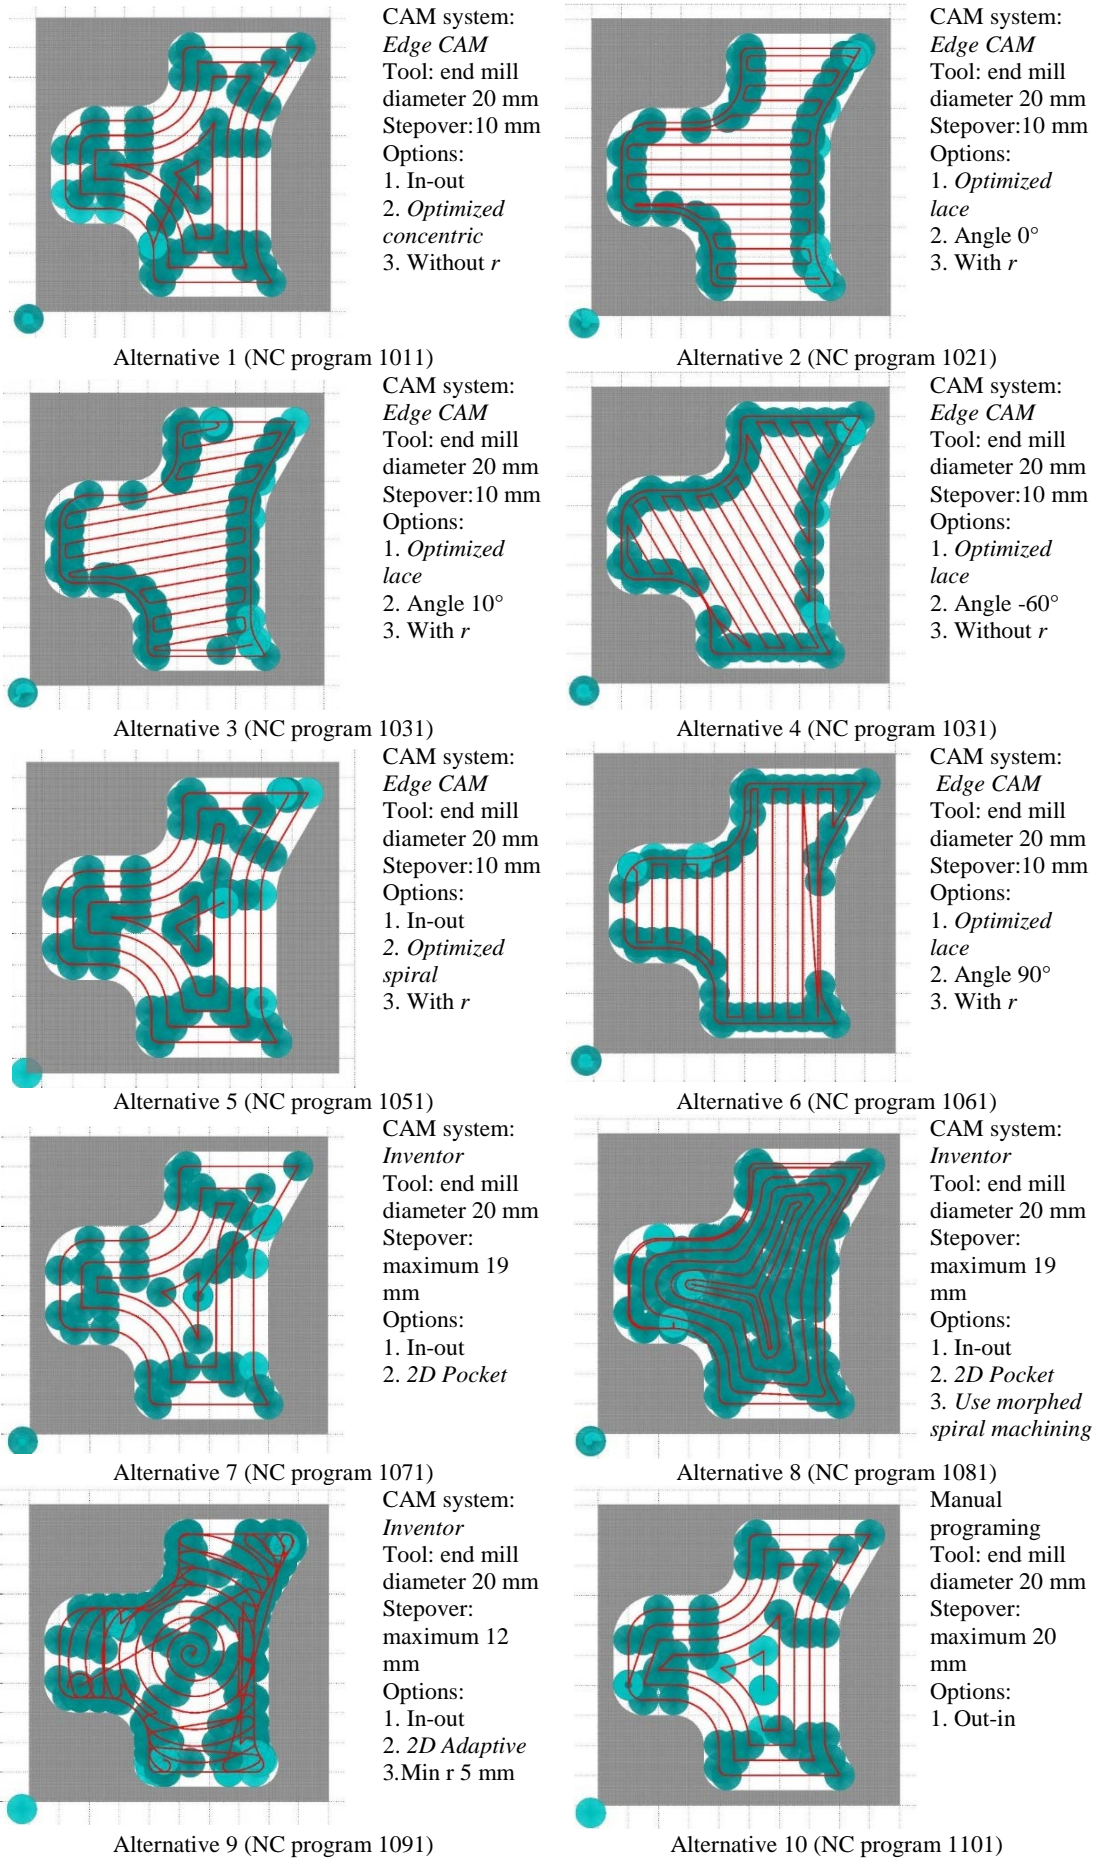 CAM system:
Edge CAM
Tool: end mill
diameter 20 mm
Stepover:10 mm
Options:
1. In-out
2. Optimized
concentric
3. Without r
Alternative 1 (NC program 1011)
CAM system:
Edge CAM
Tool: end mill
diameter 20 mm
Stepover:10 mm
Options:
1. Optimized
lace
2. Angle 0°
3. With r
Alternative 2 (NC program 1021)
CAM system:
Edge CAM
Tool: end mill
diameter 20 mm
Stepover:10 mm
Options:
1. Optimized
lace
2. Angle 10°
3. With r
Alternative 3 (NC program 1031)
CAM system:
Edge CAM
Tool: end mill
diameter 20 mm
Stepover:10 mm
Options:
1. Optimized
lace
2. Angle -60°
3. Without r
Alternative 4 (NC program 1031)
CAM system:
Edge CAM
Tool: end mill
diameter 20 mm
Stepover:10 mm
Options:
1. In-out
2. Optimized
spiral
3. With r
Alternative 5 (NC program 1051)
CAM system:
Edge CAM
Tool: end mill
diameter 20 mm
Stepover:10 mm
Options:
1. Optimized
lace
2. Angle 90°
3. With r
Alternative 6 (NC program 1061)
CAM system:
Inventor
Tool: end mill
diameter 20 mm
Stepover:
maximum 19
mm
Options:
1. In-out
2. 2D Pocket
Alternative 7 (NC program 1071)
CAM system:
Inventor
Tool: end mill
diameter 20 mm
Stepover:
maximum 19
mm
Options:
1. In-out
2. 2D Pocket
3. Use morphed
spiral machining
Alternative 8 (NC program 1081)
CAM system:
Inventor
Tool: end mill
diameter 20 mm
Stepover:
maximum 12
mm
Options:
1. In-out
2. 2D Adaptive
3.Min r 5 mm
Alternative 9 (NC program 1091)
Manual
programing
Tool: end mill
diameter 20 mm
Stepover:
maximum 20
mm
Options:
1. Out-in
Alternative 10 (NC program 1101)